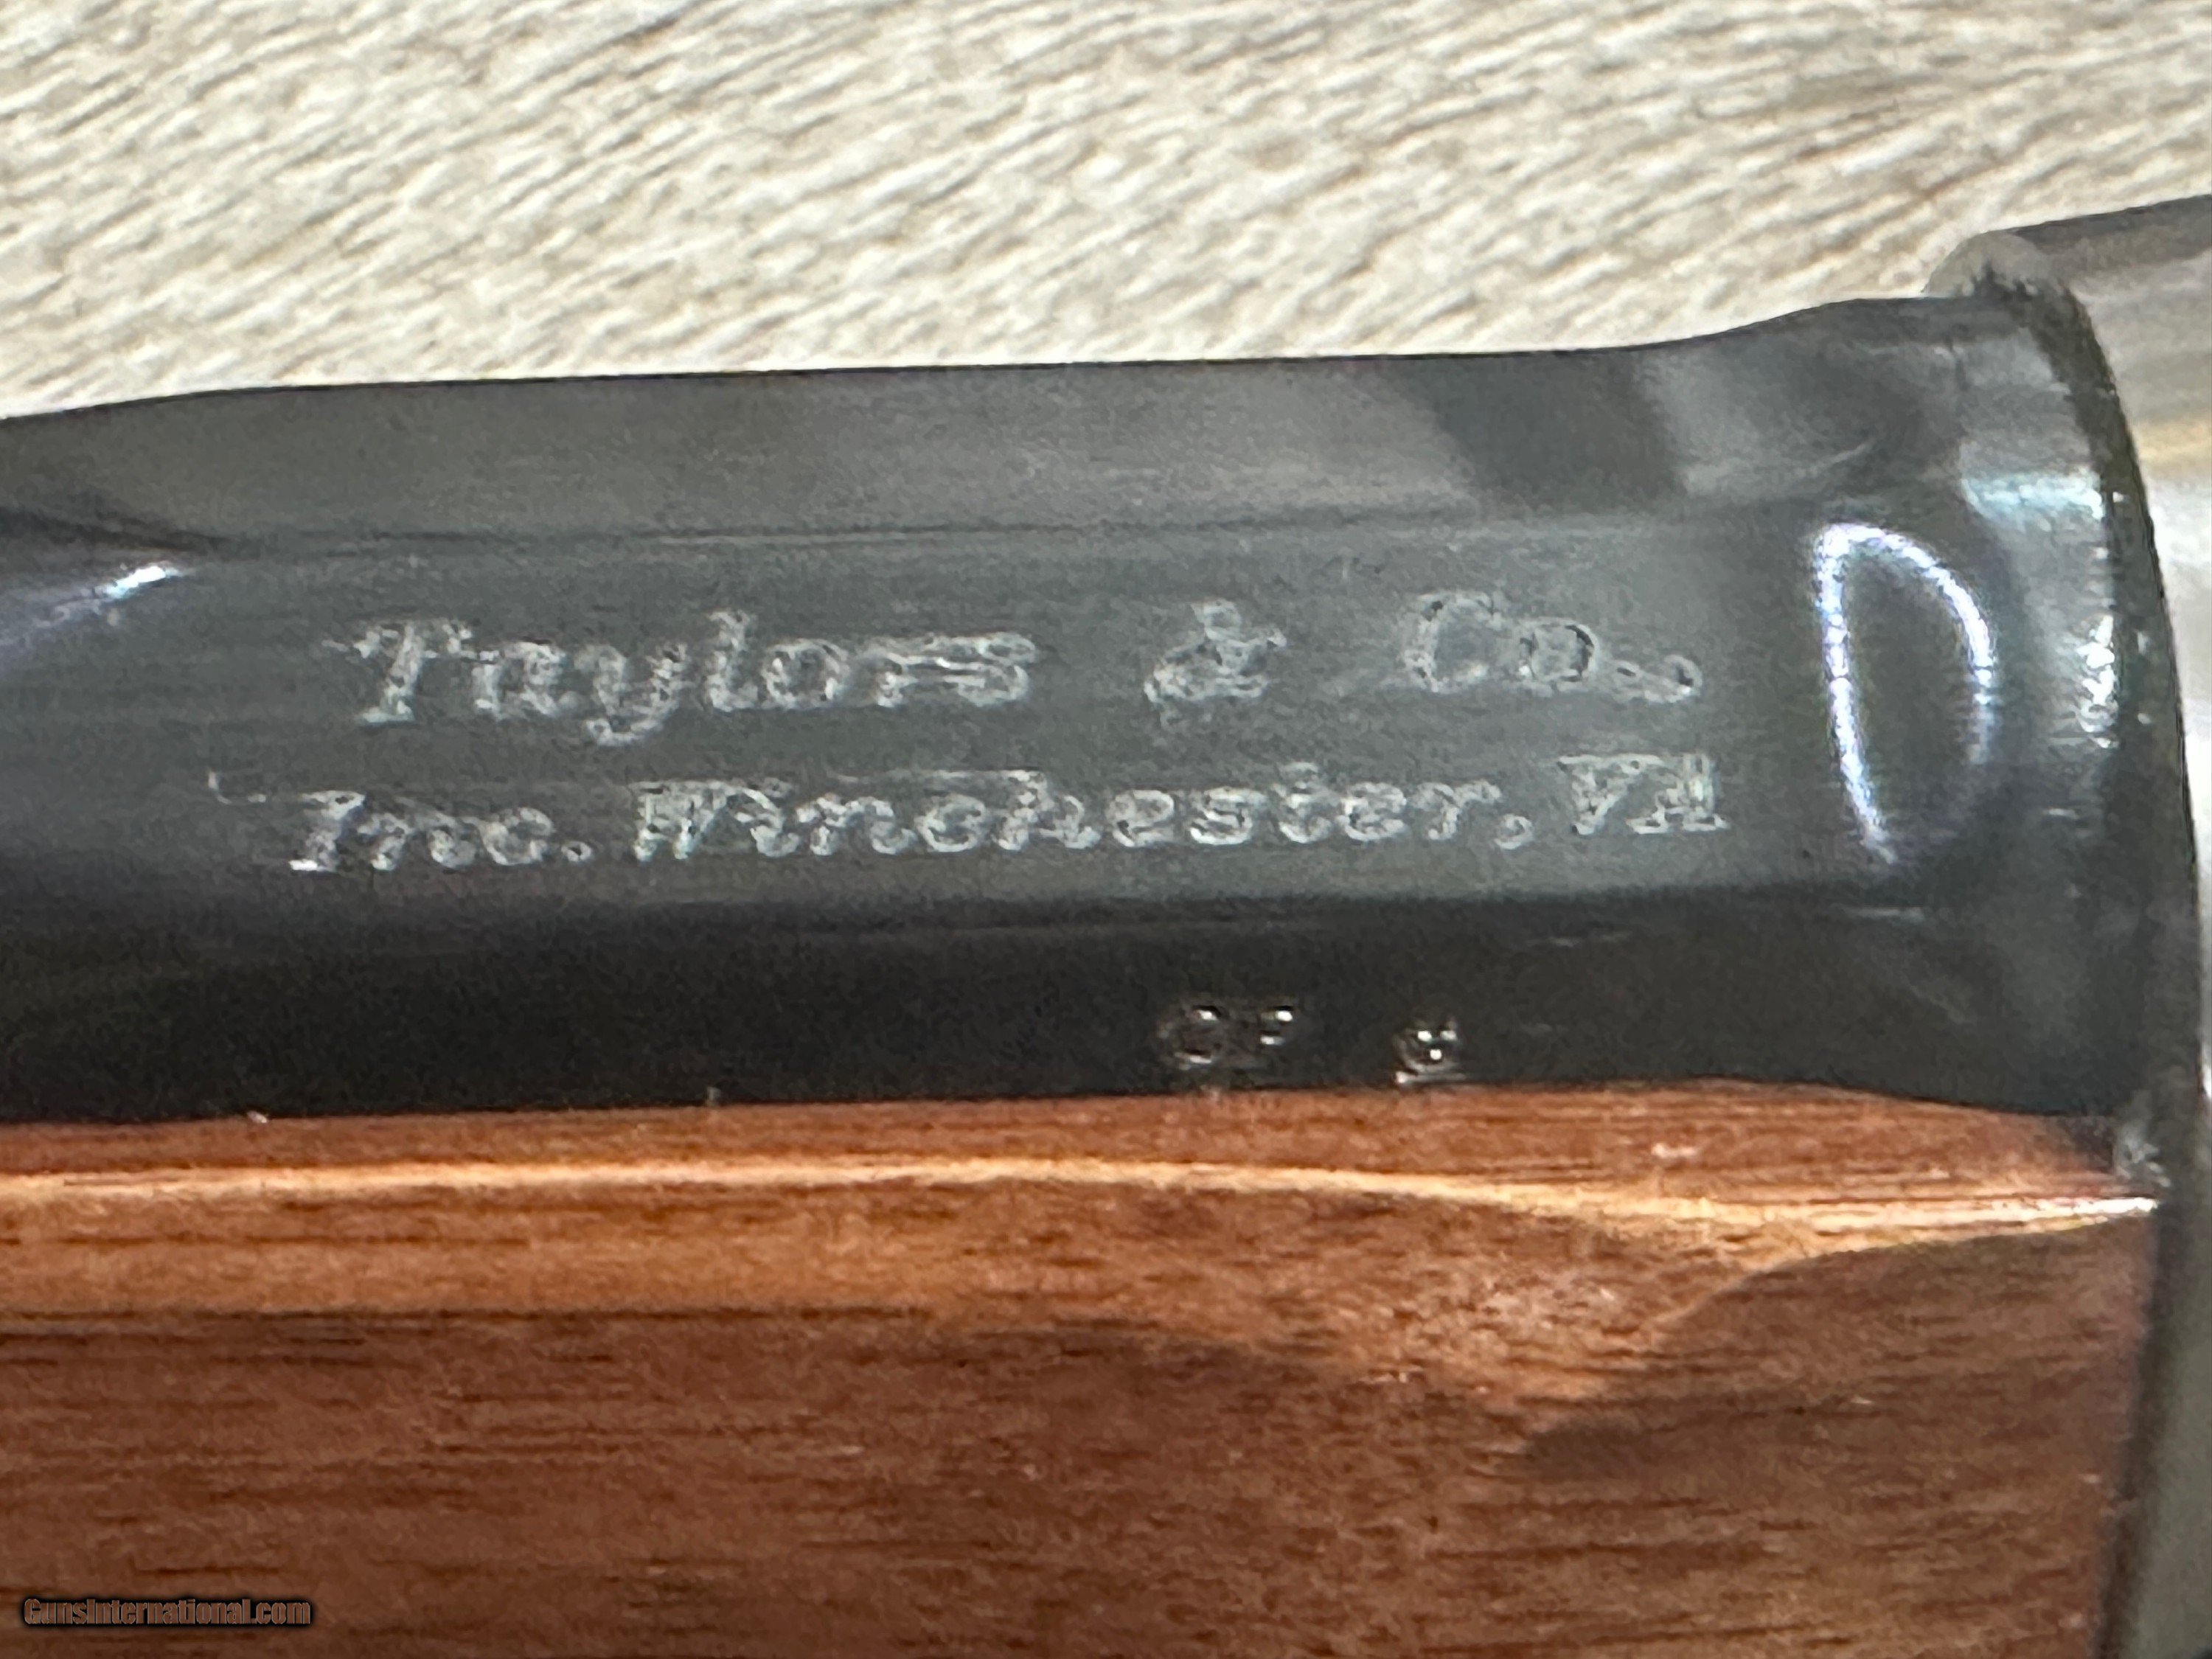 Taylors & Co.,
Inc. Winchester, VA
GunsInternational.com